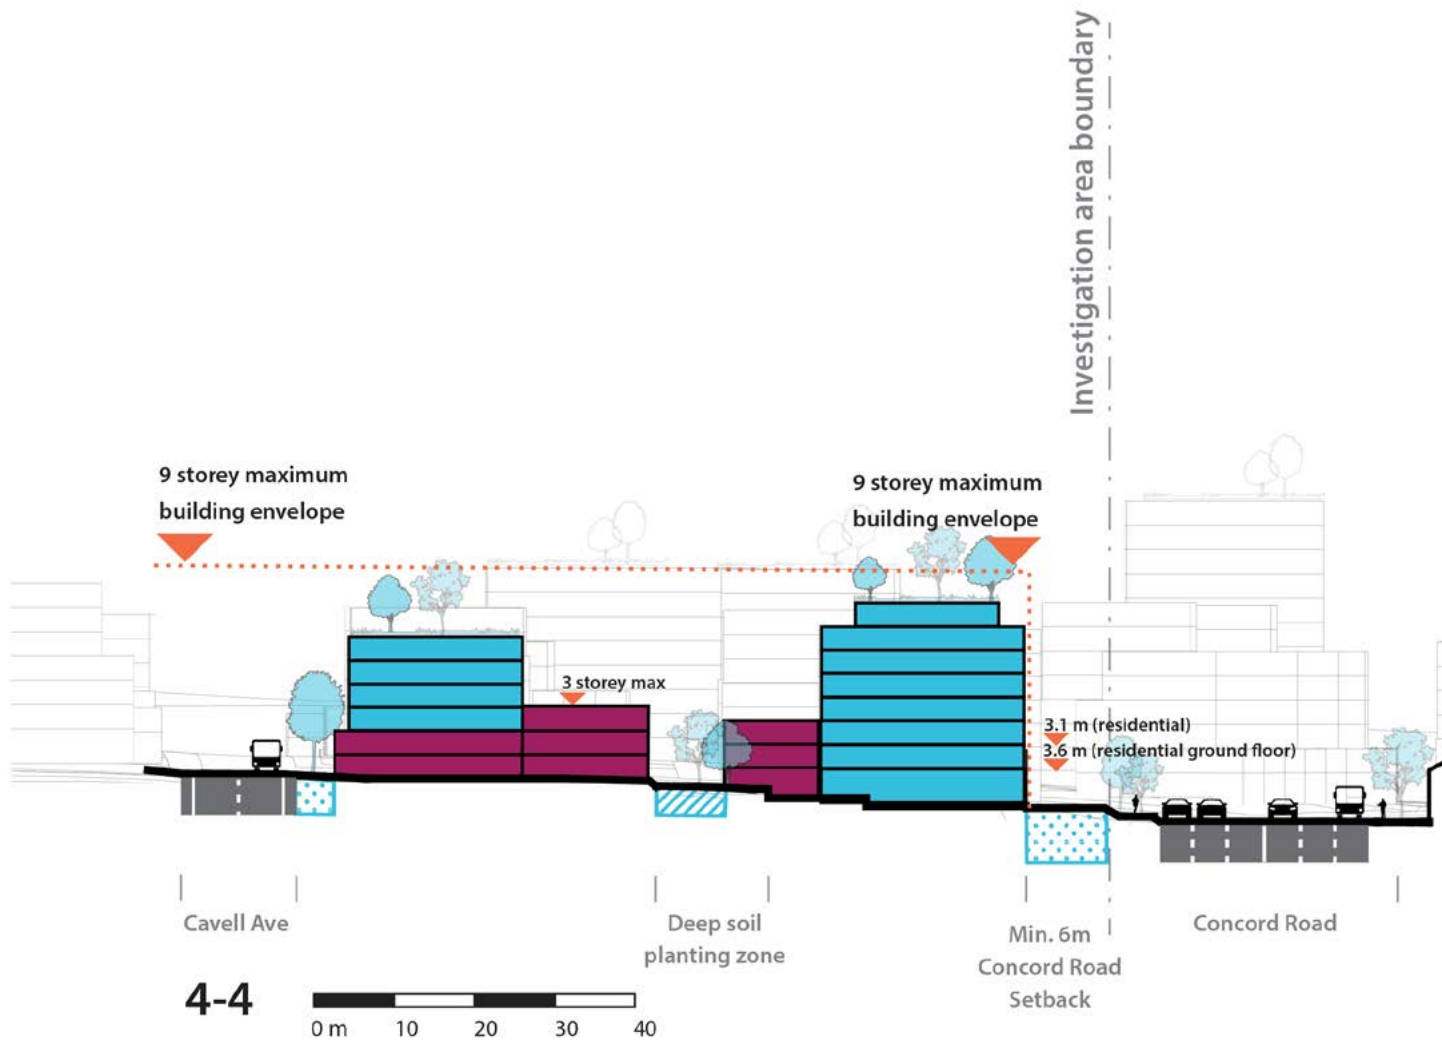 Investigation area boundary
9 storey maximum
building envelope
9 storey maximum
building envelope
3 storey max
3.1 m (residential)
3.6 m (residential ground floor)
Cavell Ave
Deep soil
planting zone
Min. 6m
Concord Road
Setback
Concord Road
4-4
0 m 10 20 30 40